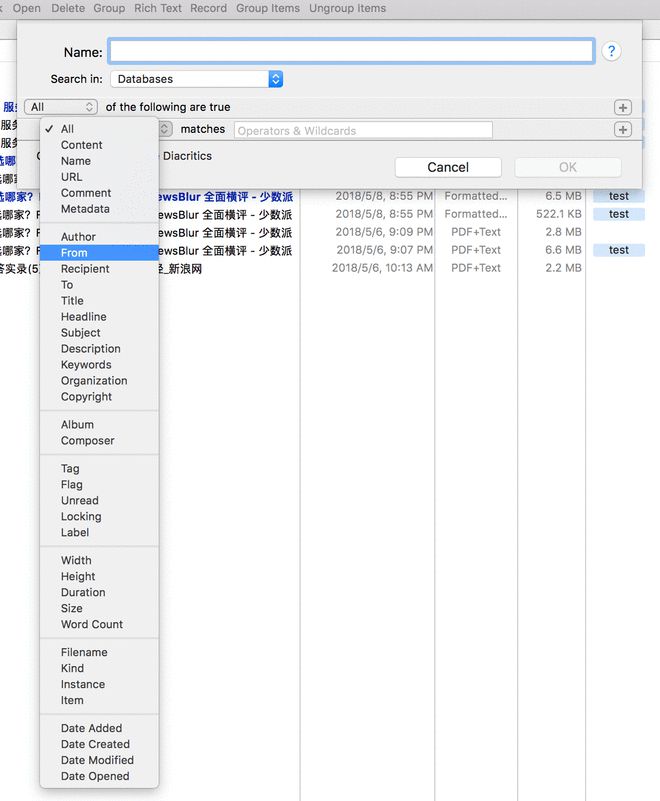 Open Delete Group Rich Text Record Group Items Ungroup Items
Name:
?
Search in: Databases
服务
All of the following are true
服务
matches Operators & Wildcards
选哪家?
Diacritics
Cancel OK
选哪家? F ewsBlur 全面横评 - 少数派 2018/5/8, 8:55 PM Formatted... 6.5 MB test
选哪家? F ewsBlur 全面横评 - 少数派 2018/5/8, 8:55 PM Formatted... 522.1 KB test
选哪家? F ewsBlur 全面横评 - 少数派 2018/5/6, 9:09 PM PDF+Text 2.8 MB
选哪家? F ewsBlur 全面横评 - 少数派 2018/5/6, 9:07 PM PDF+Text 6.6 MB test
答实录(5) 径_新浪网 2018/5/6, 10:13 AM PDF+Text 2.2 MB
✓ All
Content
Name
URL
Comment
Metadata
Author
From
Recipient
To
Title
Headline
Subject
Description
Keywords
Organization
Copyright
Album
Composer
Tag
Flag
Unread
Locking
Label
Width
Height
Duration
Size
Word Count
Filename
Kind
Instance
Item
Date Added
Date Created
Date Modified
Date Opened